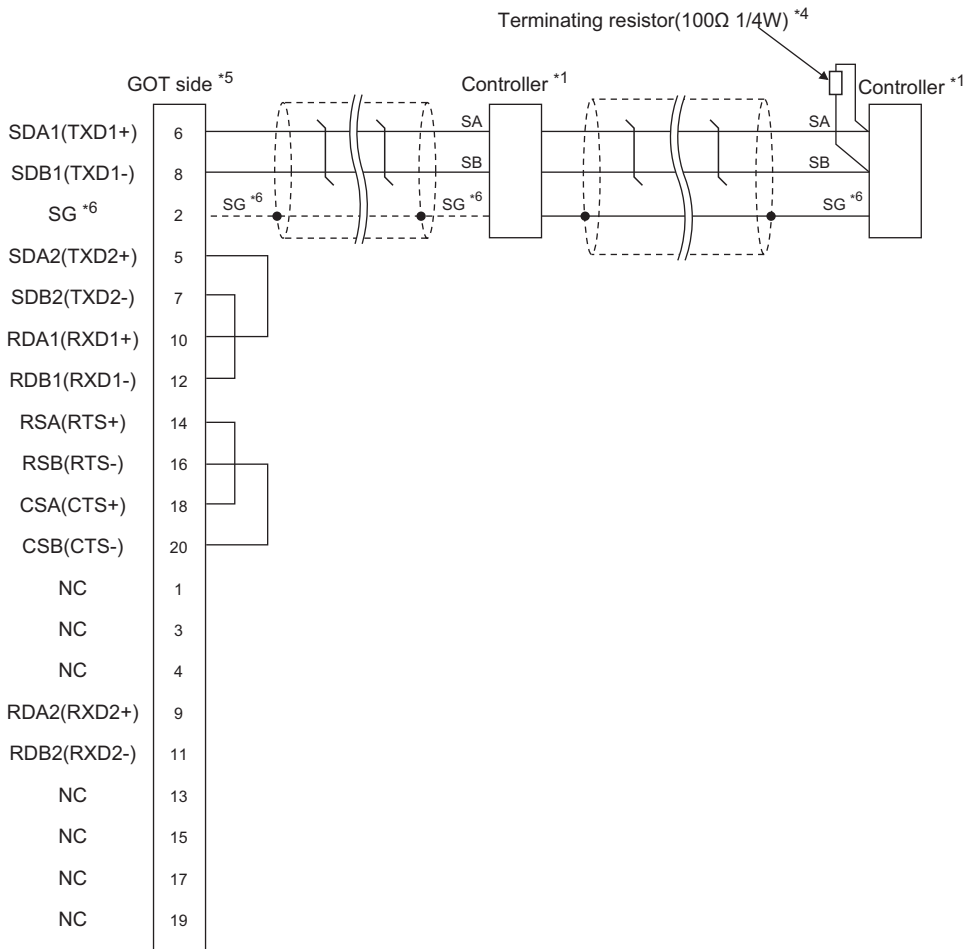 Terminating resistor(100Ω 1/4W) *4
GOT side *5 Controller *1 Controller *1
SDA1(TXD1+) 6 SA SA
SDB1(TXD1-) 8 SB SB
SG *6 2 SG *6 SG *6 SG *6
SDA2(TXD2+) 5
SDB2(TXD2-) 7
RDA1(RXD1+) 10
RDB1(RXD1-) 12
RSA(RTS+) 14
RSB(RTS-) 16
CSA(CTS+) 18
CSB(CTS-) 20
NC 1
NC 3
NC 4
RDA2(RXD2+) 9
RDB2(RXD2-) 11
NC 13
NC 15
NC 17
NC 19